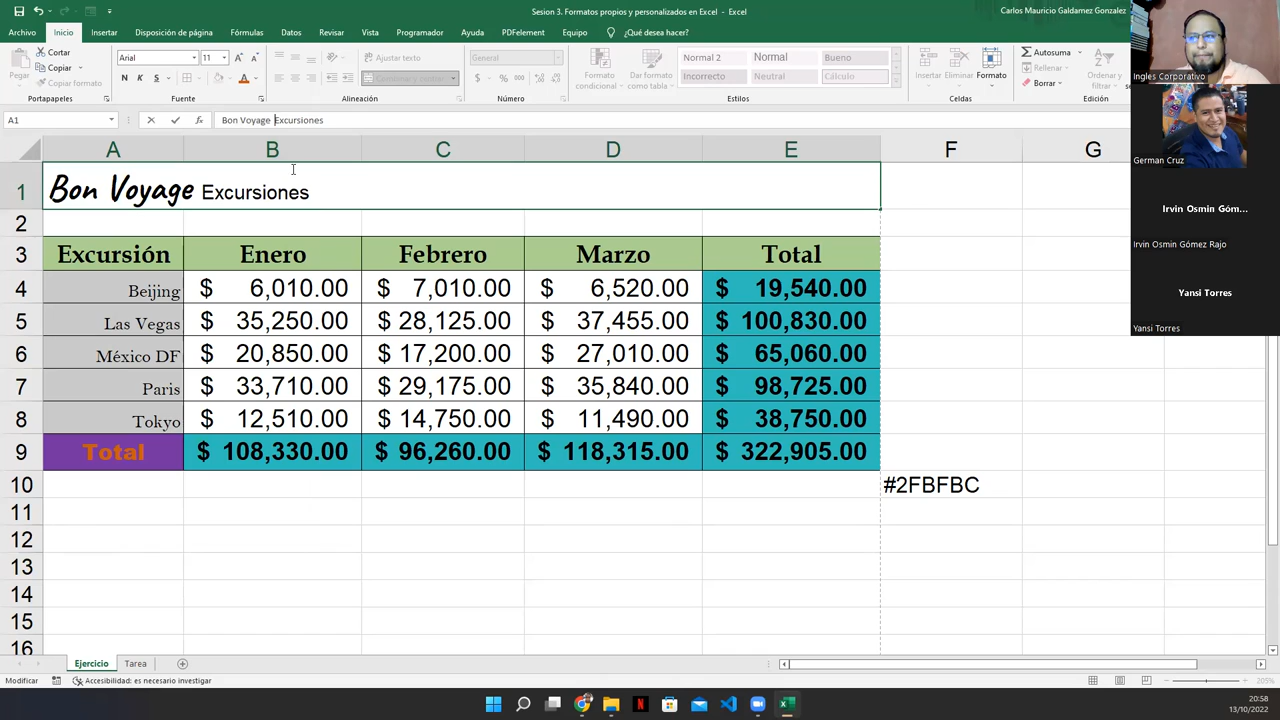 Sesion 3. Formatos propios y personalizados en Excel - Excel
Carlos Mauricio Galdamez Gonzalez
Archivo Inicio Insertar Disposición de página Fórmulas Datos Revisar Vista Programador Ayuda PDFelement Equipo ¿Qué desea hacer?
Pegar
Cortar
Copiar
Copiar formato
Portapapeles
Arial 11
N K S
Fuente
Ajustar texto
Combinar y centrar
Alineación
General
$ % 000
Número
Formato condicional
Dar formato como tabla
Normal 2 Normal Bueno
Incorrecto Neutral Cálculo
Estilos
Insertar Eliminar Formato
Celdas
Autosuma
Rellenar
Borrar
Ordenar y filtrar
Edición
A1 fx Bon Voyage Excursiones
A B C D E F G
1 Bon Voyage Excursiones
2
3 Excursión Enero Febrero Marzo Total
4 Beijing $ 6,010.00 $ 7,010.00 $ 6,520.00 $ 19,540.00
5 Las Vegas $ 35,250.00 $ 28,125.00 $ 37,455.00 $ 100,830.00
6 México DF $ 20,850.00 $ 17,200.00 $ 27,010.00 $ 65,060.00
7 Paris $ 33,710.00 $ 29,175.00 $ 35,840.00 $ 98,725.00
8 Tokyo $ 12,510.00 $ 14,750.00 $ 11,490.00 $ 38,750.00
9 Total $ 108,330.00 $ 96,260.00 $ 118,315.00 $ 322,905.00
10 #2FBFBC
11
12
13
14
15
16
Ingles Corporativo
German Cruz
Irvin Osmin Góm...
Irvin Osmin Gómez Rajo
Yansi Torres
Yansi Torres
Ejercicio Tarea
Modificar Accesibilidad: es necesario investigar 205%
20:58
13/10/2022